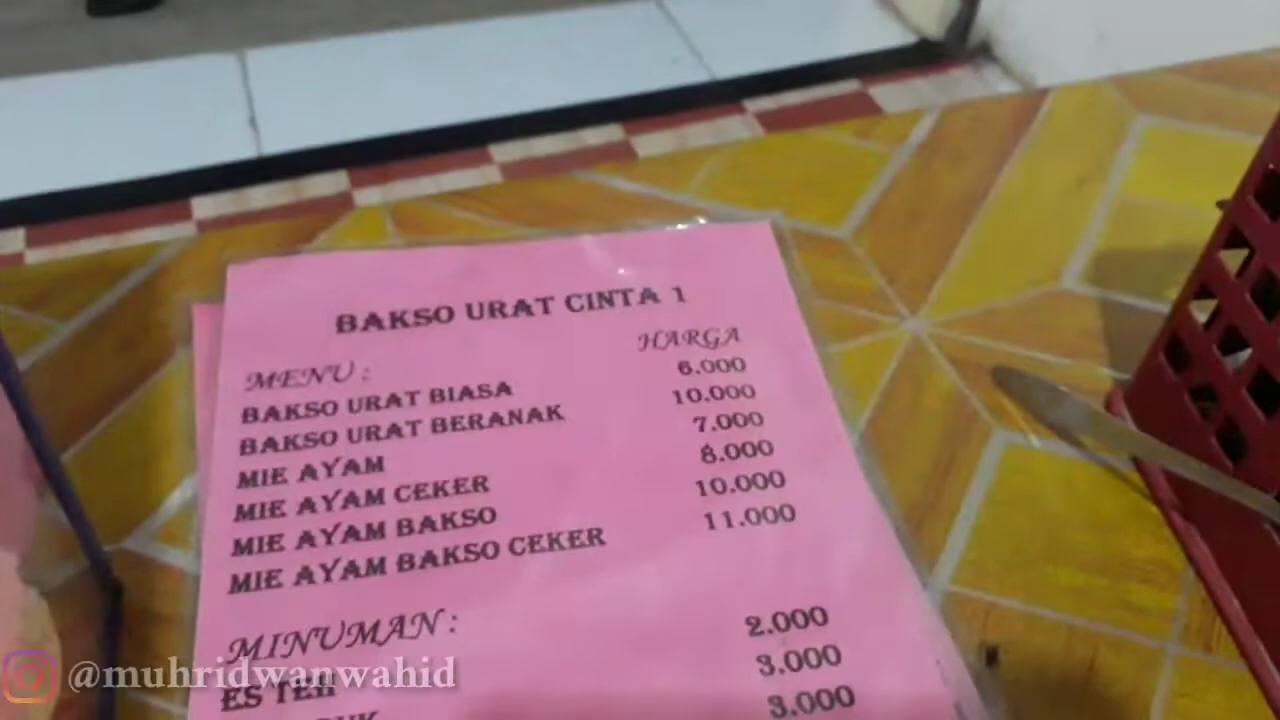 BAKSO URAT CINTA 1
MENU : HARGA
BAKSO URAT BIASA 6.000
BAKSO URAT BERANAK 10.000
MIE AYAM 7.000
MIE AYAM CEKER 8.000
MIE AYAM BAKSO 10.000
MIE AYAM BAKSO CEKER 11.000
MINUMAN :
ES TEH 2.000
3.000
3.000
@muhridwanwahid